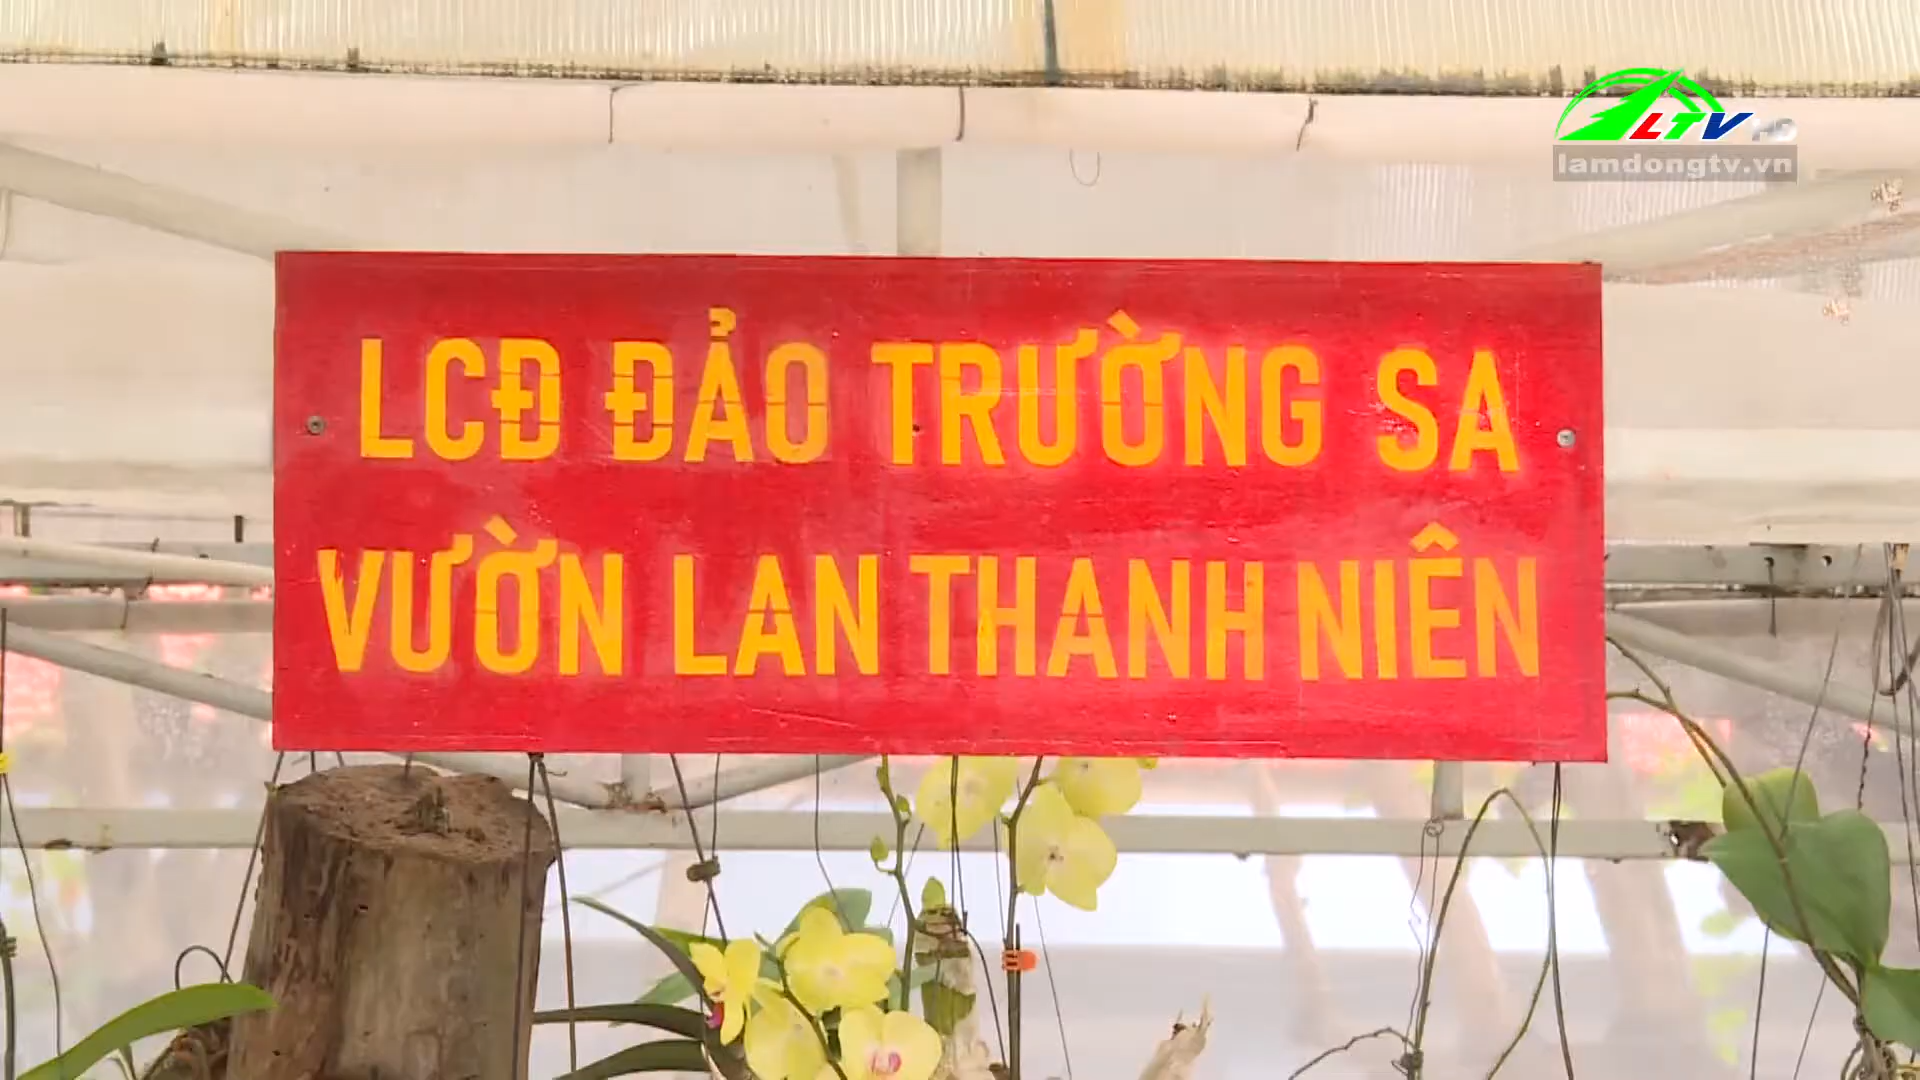 LTV HD
lamdongtv.vn
LCĐ ĐẢO TRƯỜNG SA
VƯỜN LAN THANH NIÊN